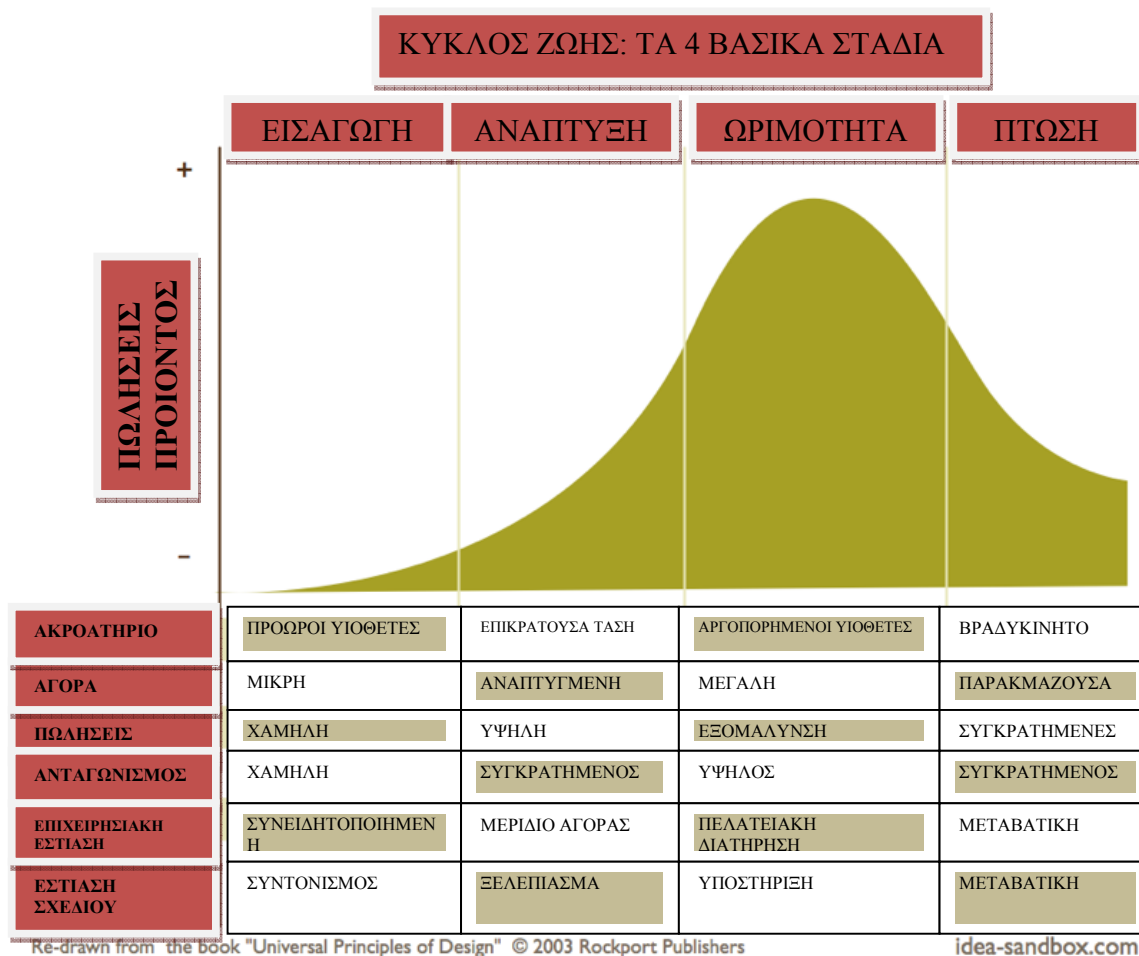 ΚΥΚΛΟΣ ΖΩΗΣ: ΤΑ 4 ΒΑΣΙΚΑ ΣΤΑΔΙΑ
ΕΙΣΑΓΩΓΗ ΑΝΑΠΤΥΞΗ ΩΡΙΜΟΤΗΤΑ ΠΤΩΣΗ
+
ΠΩΛΗΣΕΙΣ
ΠΡΟΙΟΝΤΟΣ
–
ΑΚΡΟΑΤΗΡΙΟ ΠΡΟΩΡΟΙ ΥΙΟΘΕΤΕΣ ΕΠΙΚΡΑΤΟΥΣΑ ΤΑΣΗ ΑΡΓΟΠΟΡΗΜΕΝΟΙ ΥΙΟΘΕΤΕΣ ΒΡΑΔΥΚΙΝΗΤΟ
ΑΓΟΡΑ ΜΙΚΡΗ ΑΝΑΠΤΥΓΜΕΝΗ ΜΕΓΑΛΗ ΠΑΡΑΚΜΑΖΟΥΣΑ
ΠΩΛΗΣΕΙΣ ΧΑΜΗΛΗ ΥΨΗΛΗ ΕΞΟΜΑΛΥΝΣΗ ΣΥΓΚΡΑΤΗΜΕΝΕΣ
ΑΝΤΑΓΩΝΙΣΜΟΣ ΧΑΜΗΛΗ ΣΥΓΚΡΑΤΗΜΕΝΟΣ ΥΨΗΛΟΣ ΣΥΓΚΡΑΤΗΜΕΝΟΣ
ΕΠΙΧΕΙΡΗΣΙΑΚΗ
ΕΣΤΙΑΣΗ
ΣΥΝΕΙΔΗΤΟΠΟΙΗΜΕΝ
Η
ΜΕΡΙΔΙΟ ΑΓΟΡΑΣ
ΠΕΛΑΤΕΙΑΚΗ
ΔΙΑΤΗΡΗΣΗ
ΜΕΤΑΒΑΤΙΚΗ
ΕΣΤΙΑΣΗ
ΣΧΕΔΙΟΥ
ΣΥΝΤΟΝΙΣΜΟΣ ΞΕΛΕΠΙΑΣΜΑ ΥΠΟΣΤΗΡΙΞΗ ΜΕΤΑΒΑΤΙΚΗ
Re-drawn from the book "Universal Principles of Design" © 2003 Rockport Publishers idea-sandbox.com